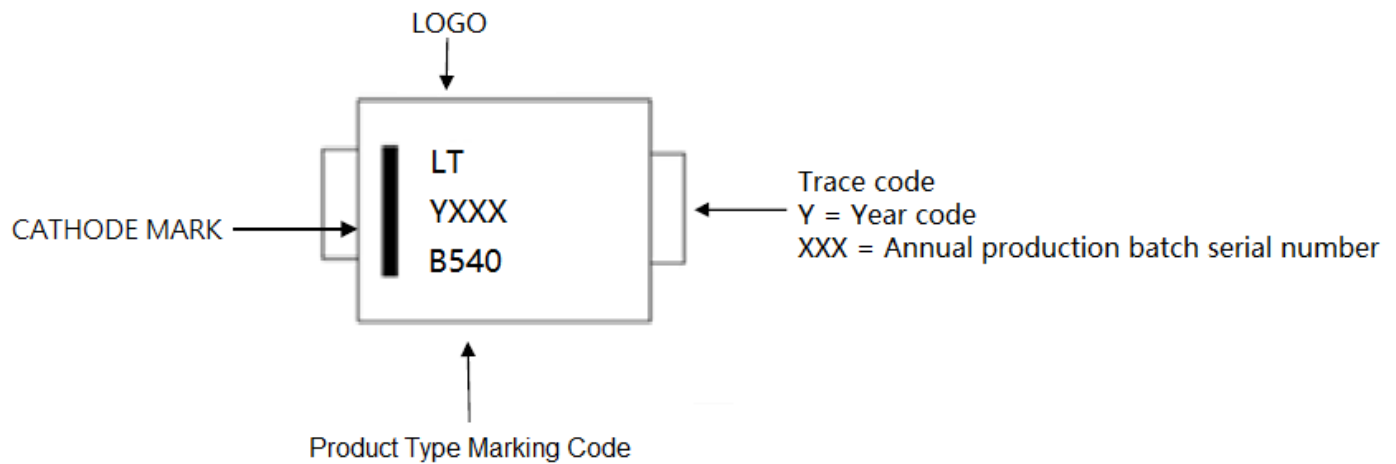 LOGO
LT
YXXX
B540
CATHODE MARK
Trace code
Y = Year code
XXX = Annual production batch serial number
Product Type Marking Code